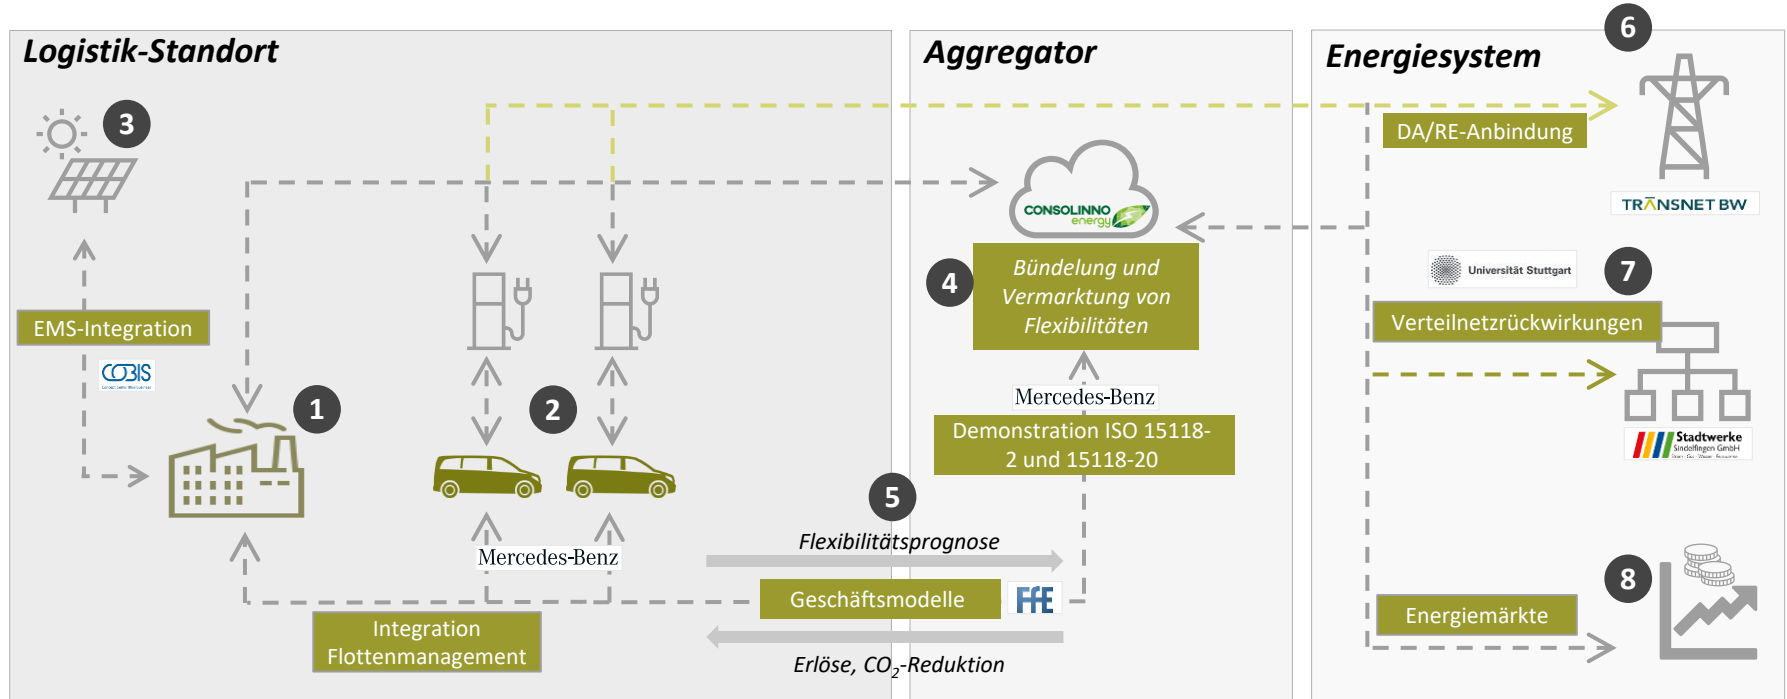 Logistik-Standort
Aggregator
Energiesystem
6
3
DA/RE-Anbindung
CONSOLINNO
energy
TRANSNET BW
4
Bündelung und
Vermarktung von
Flexibilitäten
Universität Stuttgart
7
EMS-Integration
Verteilnetzrückwirkungen
COBIS
1
2
Mercedes-Benz
Demonstration ISO 15118-
2 und 15118-20
Stadtwerke
Sindelfingen GmbH
5
Flexibilitätsprognose
Mercedes-Benz
Geschäftsmodelle
FfE
8
Energiemärkte
Integration
Flottenmanagement
Erlöse, CO2-Reduktion